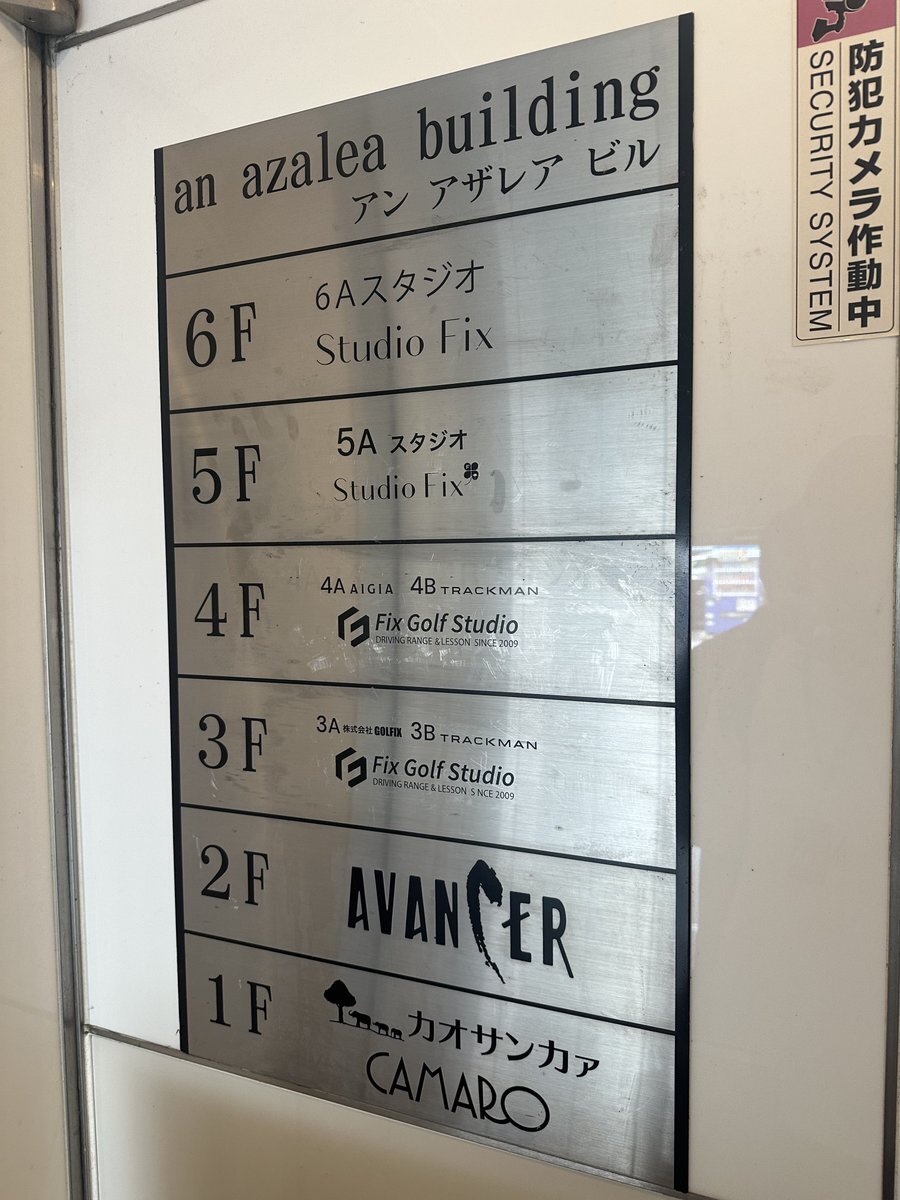 an azalea building
アン アザレア ビル
6F
6Aスタジオ
Studio Fix
5F
5A スタジオ
Studio Fix
4F
4A AIGIA 4B TRACKMAN
Fix Golf Studio
DRIVING RANGE & LESSON SINCE 2009
3F
3A 株式会社 GOLFIX 3B TRACKMAN
Fix Golf Studio
DRIVING RANGE & LESSON S NCE 2009
2F
AVANCER
1F
カオサンカァ
CAMARO
防犯カメラ作動中
SECURITY SYSTEM